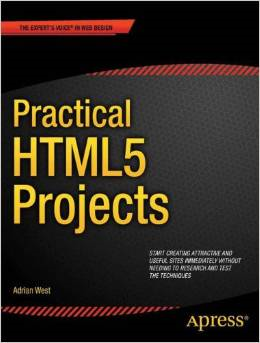 THE EXPERT'S VOICE® IN WEB DESIGN
Practical
HTML5
Projects
START CREATING ATTRACTIVE AND
USEFUL SITES IMMEDIATELY WITHOUT
NEEDING TO RESEARCH AND TEST
THE TECHNIQUES
Adrian West
Apress®